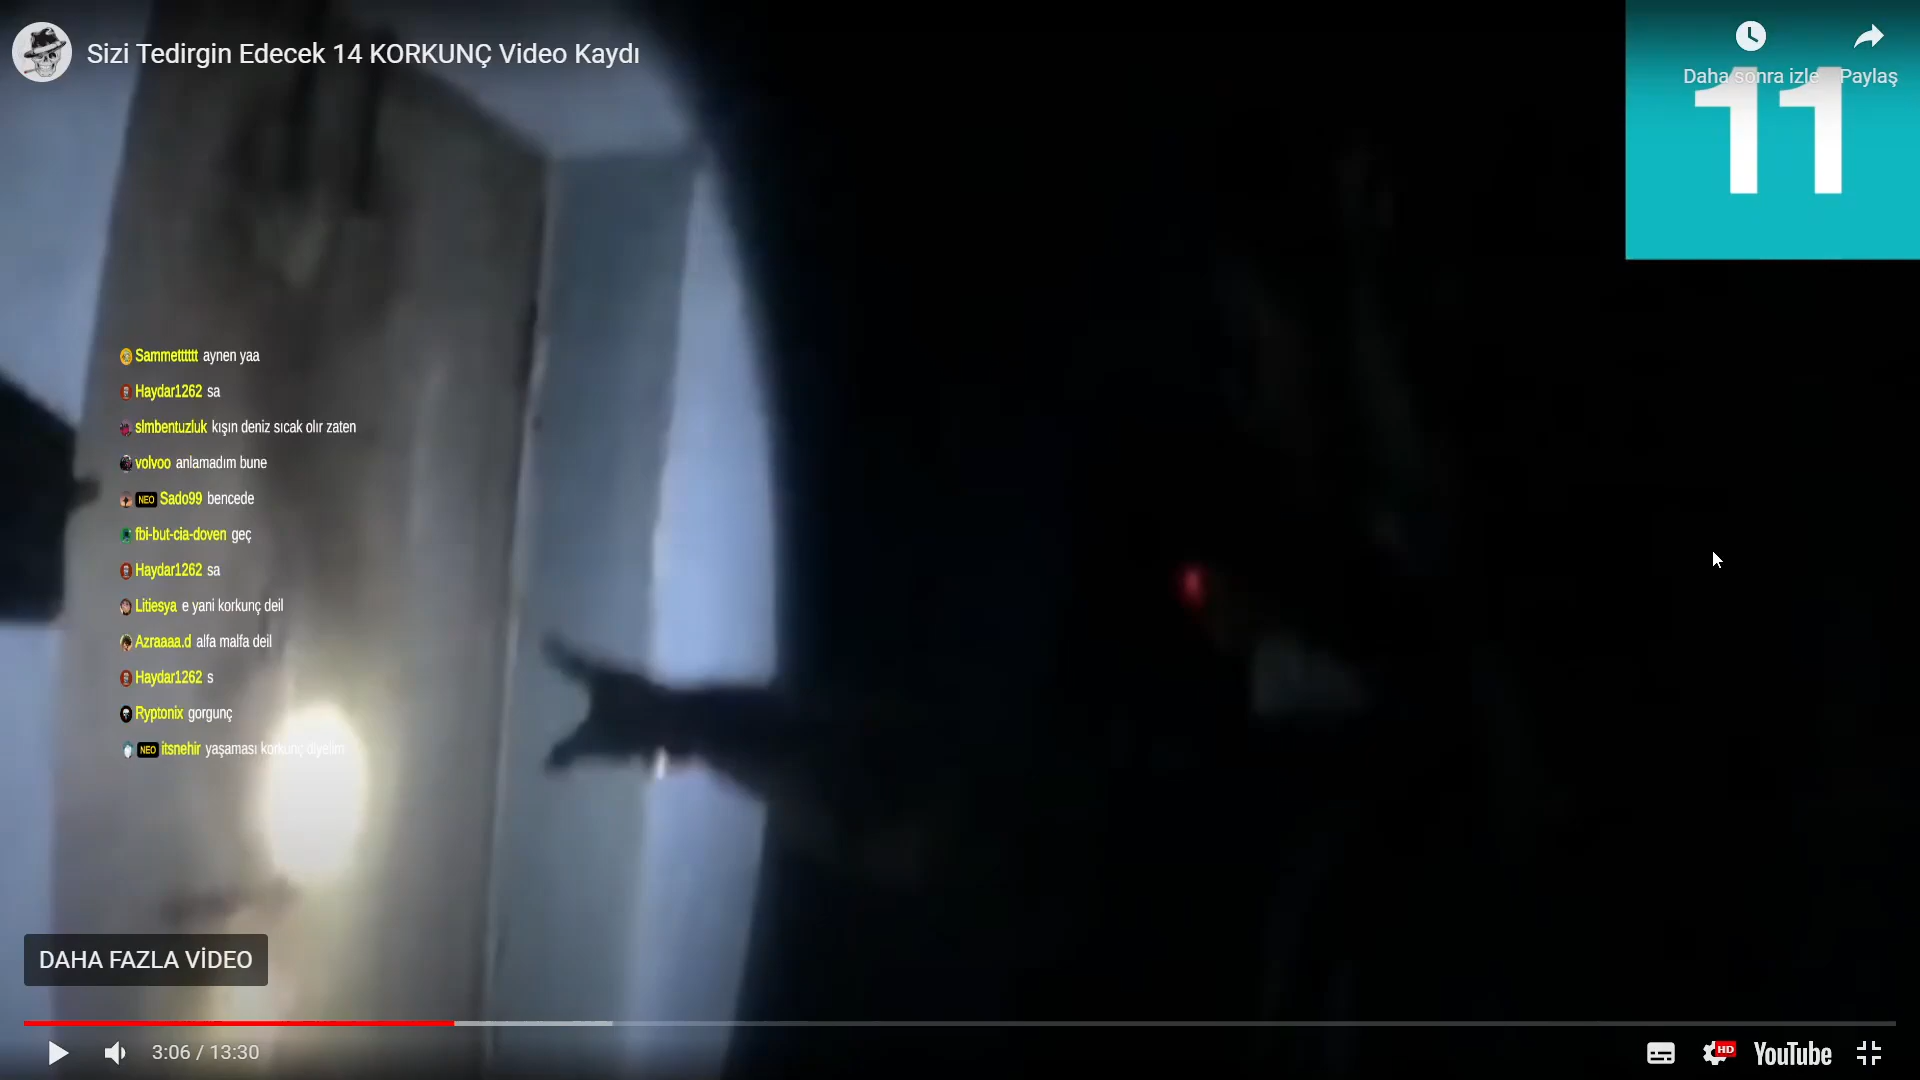 Sizi Tedirgin Edecek 14 KORKUNÇ Video Kaydı
Daha sonra izle
Paylaş
11
Sammetttttt aynen yaa
Haydar1262 sa
slmbentuzluk kışın deniz sıcak olır zaten
volvoo anlamadım bune
NEO Sado99 bencede
fbi-but-cia-doven geç
Haydar1262 sa
Litiesya e yani korkunç deil
Azraaaa.d alfa malfa deil
Haydar1262 s
Ryptonix gorgunç
NEO itsnehir yaşaması korkunç diyelim
DAHA FAZLA VİDEO
3:06 / 13:30
HD
YouTube